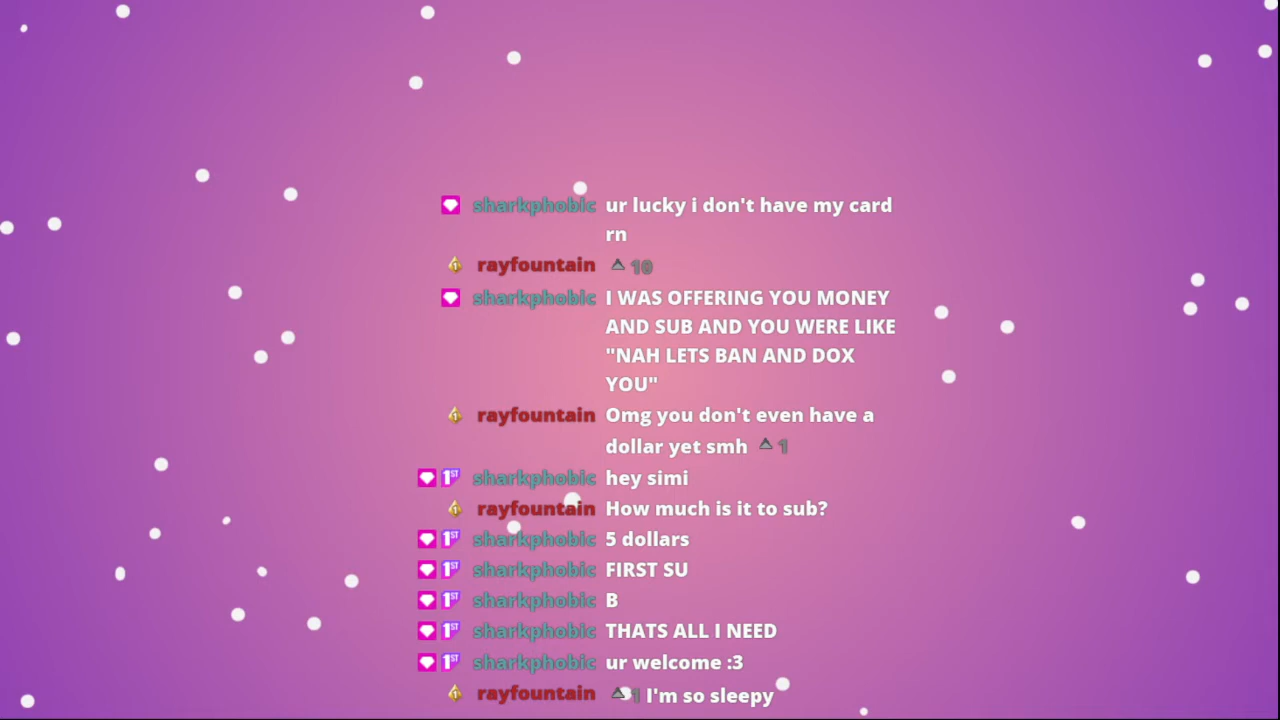 sharkphobic ur lucky i don't have my card
rn
rayfountain 10
sharkphobic I WAS OFFERING YOU MONEY
AND SUB AND YOU WERE LIKE
"NAH LETS BAN AND DOX
YOU"
rayfountain Omg you don't even have a
dollar yet smh 1
1ST sharkphobic hey simi
rayfountain How much is it to sub?
1ST sharkphobic 5 dollars
1ST sharkphobic FIRST SU
1ST sharkphobic B
1ST sharkphobic THATS ALL I NEED
1ST sharkphobic ur welcome :3
rayfountain 1 I'm so sleepy